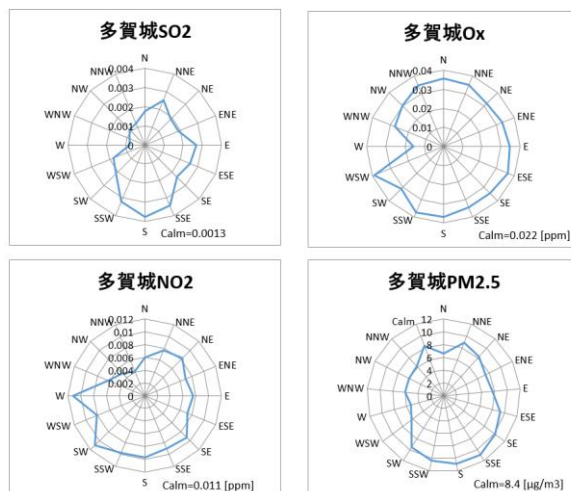 多賀城SO2
N
NNW
NNE
NW
NE
WNW
ENE
W
E
WSW
ESE
SW
SE
SSW
SSE
S
0.004
0.003
0.002
0.001
0
Calm=0.0013
多賀城Ox
N
NNW
NNE
NW
NE
WNW
ENE
W
E
WSW
ESE
SW
SE
SSW
SSE
S
0.04
0.03
0.02
0.01
0
Calm=0.022 [ppm]
多賀城NO2
N
NNW
NNE
NW
NE
WNW
ENE
W
E
WSW
ESE
SW
SE
SSW
SSE
S
0.012
0.01
0.008
0.006
0.004
0.002
0
Calm=0.011 [ppm]
多賀城PM2.5
N
Calm
NNE
NNW
NE
NW
ENE
WNW
E
W
ESE
WSW
SE
SW
SSE
SSW
S
12
10
8
6
4
2
0
Calm=8.4 [μg/m3]